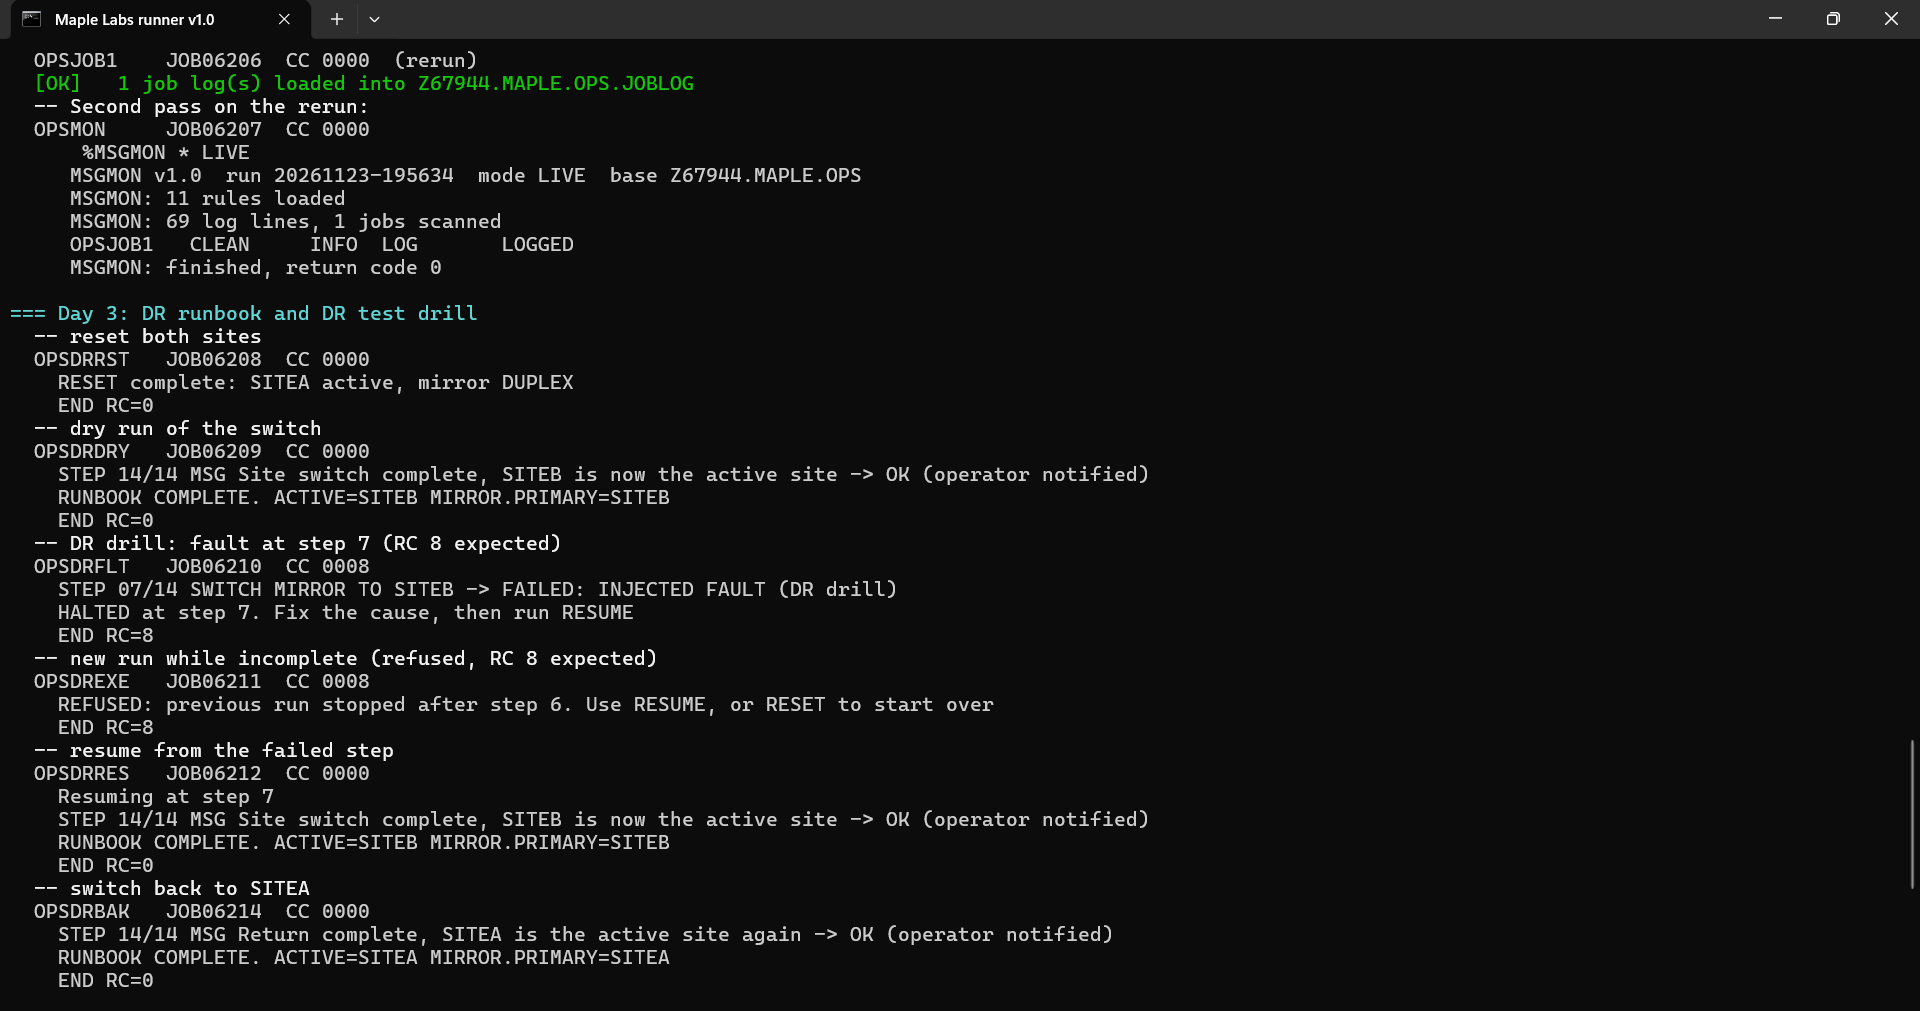 Maple Labs runner v1.0
OPSJOB1    JOB06206  CC 0000  (rerun)
[OK]   1 job log(s) loaded into Z67944.MAPLE.OPS.JOBLOG
-- Second pass on the rerun:
OPSMON     JOB06207  CC 0000
%MSGMON * LIVE
MSGMON v1.0  run 20261123-195634  mode LIVE  base Z67944.MAPLE.OPS
MSGMON: 11 rules loaded
MSGMON: 69 log lines, 1 jobs scanned
OPSJOB1   CLEAN     INFO  LOG       LOGGED
MSGMON: finished, return code 0
=== Day 3: DR runbook and DR test drill
-- reset both sites
OPSDRRST   JOB06208  CC 0000
RESET complete: SITEA active, mirror DUPLEX
END RC=0
-- dry run of the switch
OPSDRDRY   JOB06209  CC 0000
STEP 14/14 MSG Site switch complete, SITEB is now the active site -> OK (operator notified)
RUNBOOK COMPLETE. ACTIVE=SITEB MIRROR.PRIMARY=SITEB
END RC=0
-- DR drill: fault at step 7 (RC 8 expected)
OPSDRFLT   JOB06210  CC 0008
STEP 07/14 SWITCH MIRROR TO SITEB -> FAILED: INJECTED FAULT (DR drill)
HALTED at step 7. Fix the cause, then run RESUME
END RC=8
-- new run while incomplete (refused, RC 8 expected)
OPSDREXE   JOB06211  CC 0008
REFUSED: previous run stopped after step 6. Use RESUME, or RESET to start over
END RC=8
-- resume from the failed step
OPSDRRES   JOB06212  CC 0000
Resuming at step 7
STEP 14/14 MSG Site switch complete, SITEB is now the active site -> OK (operator notified)
RUNBOOK COMPLETE. ACTIVE=SITEB MIRROR.PRIMARY=SITEB
END RC=0
-- switch back to SITEA
OPSDRBAK   JOB06214  CC 0000
STEP 14/14 MSG Return complete, SITEA is the active site again -> OK (operator notified)
RUNBOOK COMPLETE. ACTIVE=SITEA MIRROR.PRIMARY=SITEA
END RC=0